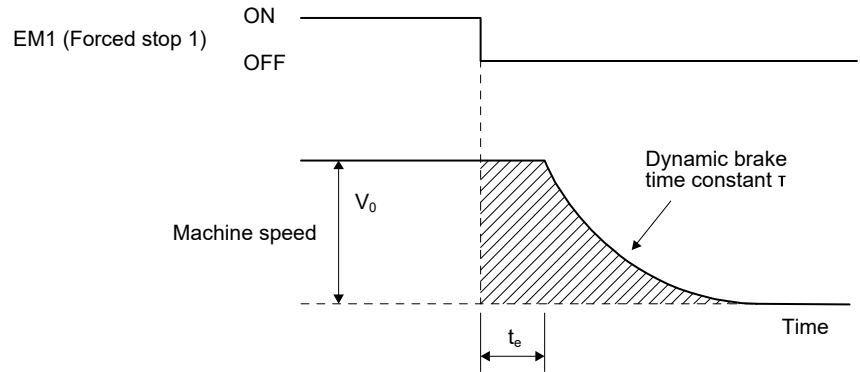 ON
EM1 (Forced stop 1)
OFF
Dynamic brake
time constant τ
V₀
Machine speed
Time
tₑ